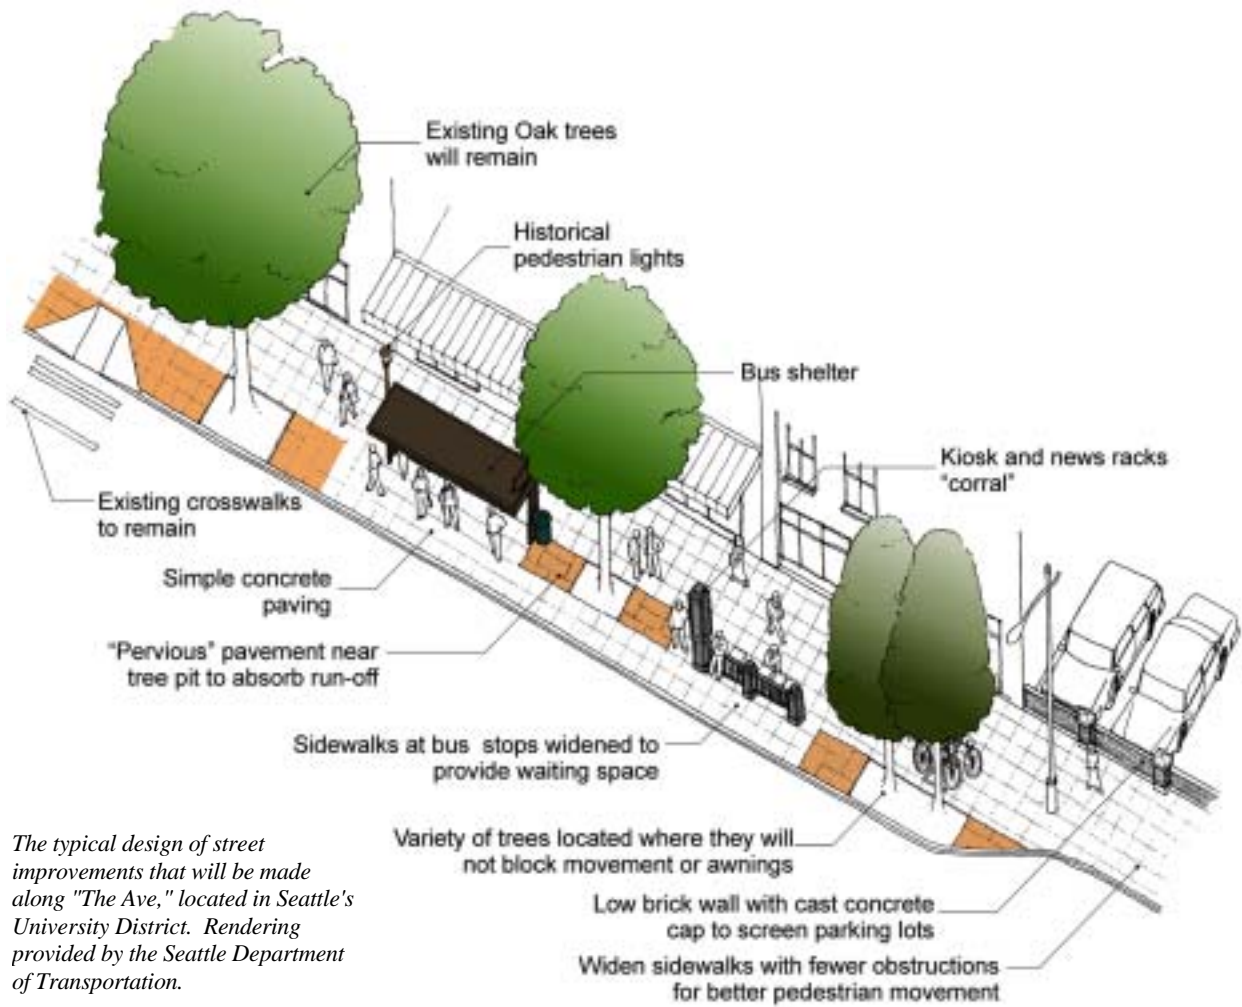 Existing Oak trees
will remain
Historical
pedestrian lights
Bus shelter
Kiosk and news racks
“corral”
Existing crosswalks
to remain
Simple concrete
paving
“Pervious” pavement near
tree pit to absorb run-off
Sidewalks at bus stops widened to
provide waiting space
Variety of trees located where they will
not block movement or awnings
Low brick wall with cast concrete
cap to screen parking lots
Widen sidewalks with fewer obstructions
for better pedestrian movement
The typical design of street
improvements that will be made
along "The Ave," located in Seattle's
University District. Rendering
provided by the Seattle Department
of Transportation.